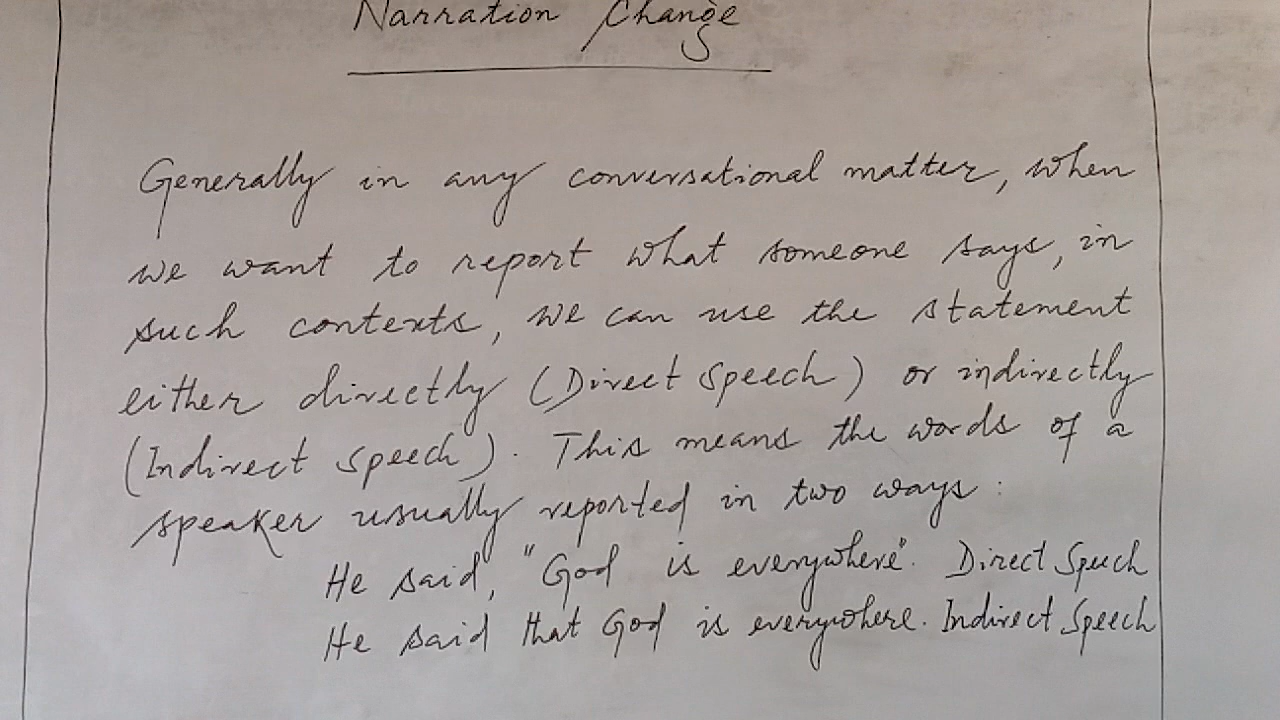 Narration Change
Generally in any conversational matter, when
we want to report what someone says, in
such contexts, we can use the statement
either directly (Direct Speech) or indirectly
(Indirect Speech). This means the words of a
speaker usually reported in two ways:
He said, "God is everywhere". Direct Speech
He said that God is everywhere. Indirect Speech